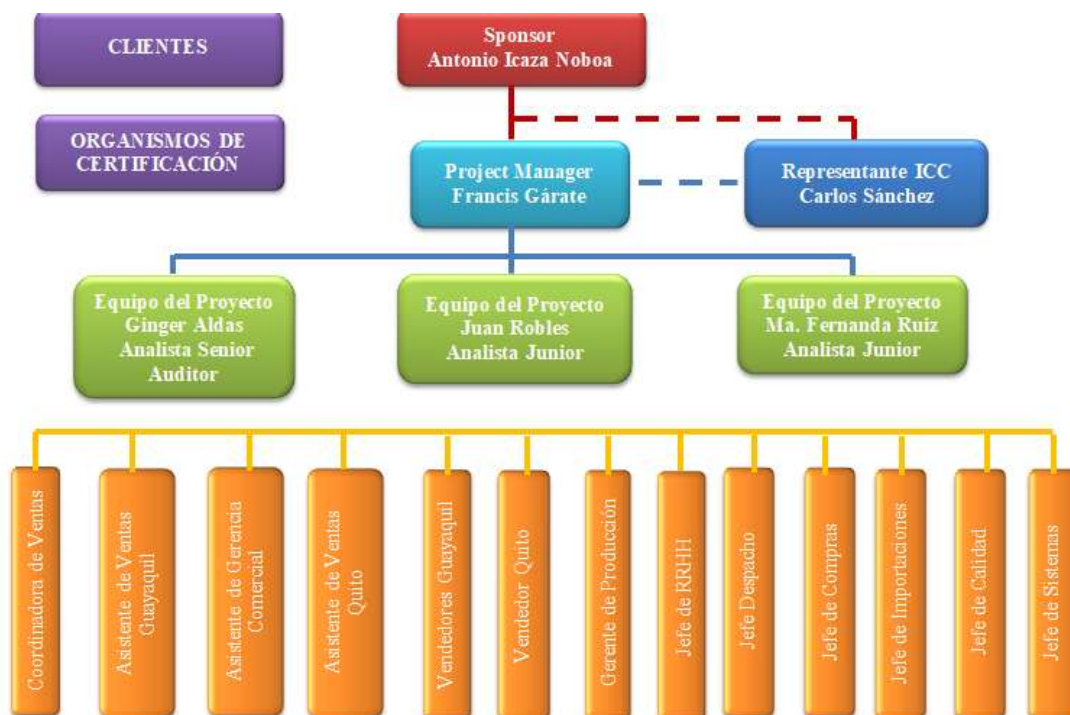 CLIENTES
Sponsor
Antonio Icaza Noboa
ORGANISMOS DE
CERTIFICACIÓN
Project Manager
Francis Gárate
Representante ICC
Carlos Sánchez
Equipo del Proyecto
Ginger Aldas
Analista Senior
Auditor
Equipo del Proyecto
Juan Robles
Analista Junior
Equipo del Proyecto
Ma. Fernanda Ruiz
Analista Junior
Coordinadora de Ventas
Asistente de Ventas
Guayaquil
Asistente de Gerencia
Comercial
Asistente de Ventas
Quito
Vendedores Guayaquil
Vendedor Quito
Gerente de Producción
Jefe de RRHH
Jefe Despacho
Jefe de Compras
Jefe de Importaciones
Jefe de Calidad
Jefe de Sistemas